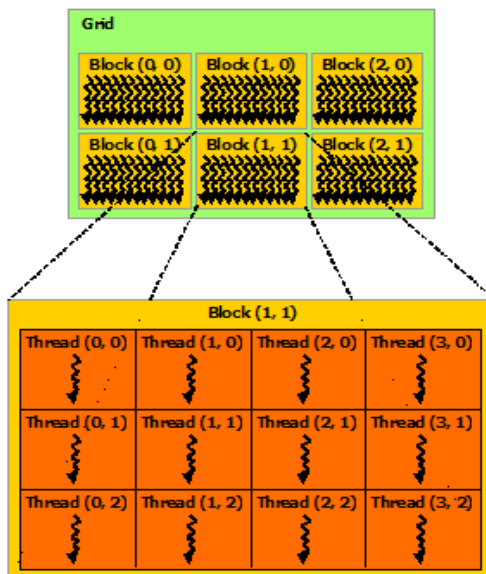 Grid
Block (0, 0) Block (1, 0) Block (2, 0)
Block (0, 1) Block (1, 1) Block (2, 1)
Block (1, 1)
Thread (0, 0) Thread (1, 0) Thread (2, 0) Thread (3, 0)
Thread (0, 1) Thread (1, 1) Thread (2, 1) Thread (3, 1)
Thread (0, 2) Thread (1, 2) Thread (2, 2) Thread (3, 2)